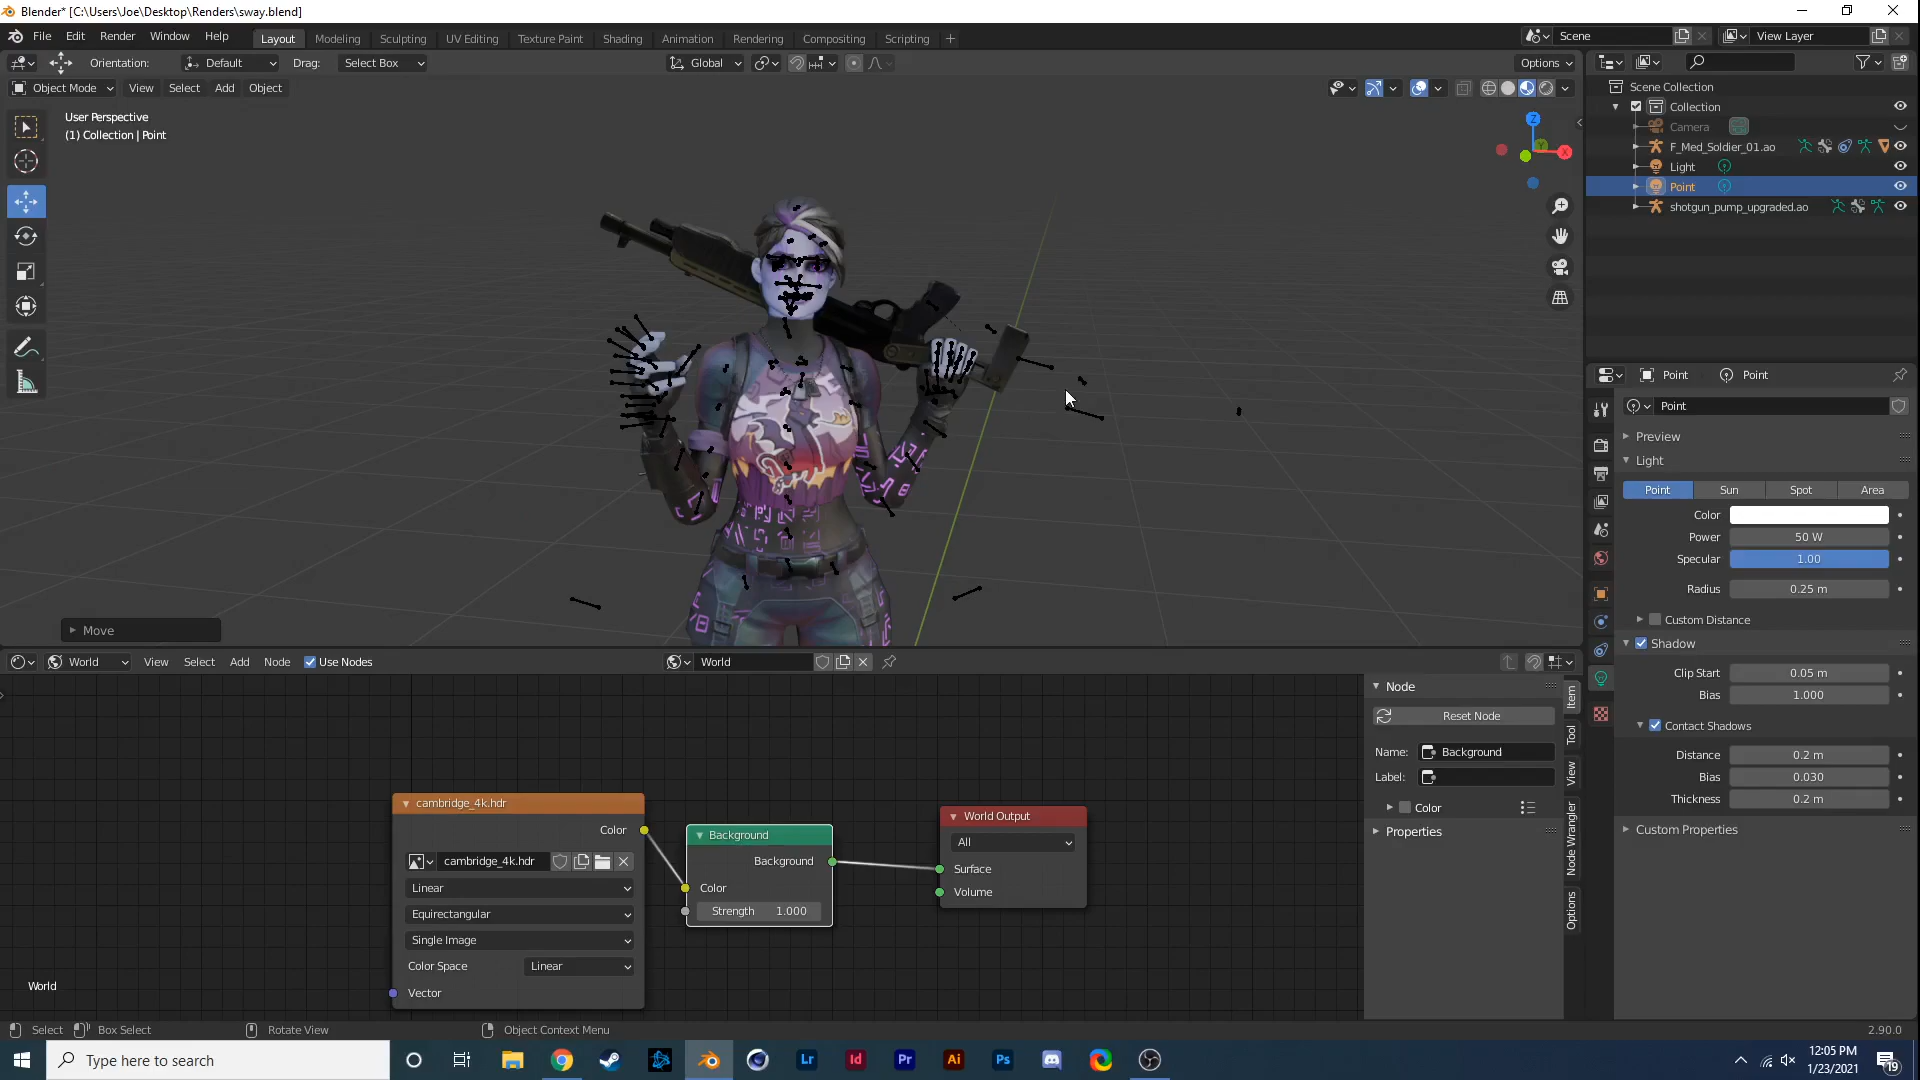 Blender* [C:\Users\Joe\Desktop\Renders\sway.blend]
File Edit Render Window Help Layout Modeling Sculpting UV Editing Texture Paint Shading Animation Rendering Compositing Scripting + Scene View Layer
Orientation: Default Drag: Select Box Global Options
Object Mode View Select Add Object
User Perspective
(1) Collection | Point
Z
Y
X
Move
Scene Collection
Collection
Camera
F_Med_Soldier_01.ao
Light
Point
shotgun_pump_upgraded.ao
Point Point
Point
Preview
Light
Point Sun Spot Area
Color
Power 50 W
Specular 1.00
Radius 0.25 m
Custom Distance
Shadow
Clip Start 0.05 m
Bias 1.000
Contact Shadows
Distance 0.2 m
Bias 0.030
Thickness 0.2 m
Custom Properties
World View Select Add Node Use Nodes World
cambridge_4k.hdr
Color
cambridge_4k.hdr
Linear
Equirectangular
Single Image
Color Space Linear
Vector
Background
Background
Color
Strength 1.000
World Output
All
Surface
Volume
Node
Reset Node
Name: Background
Label:
Color
Properties
Item
Tool
View
Node Wrangler
Options
World
Select Box Select Rotate View Object Context Menu 2.90.0
Type here to search
Lr Id Pr Ai Ps
12:05 PM
1/23/2021
19